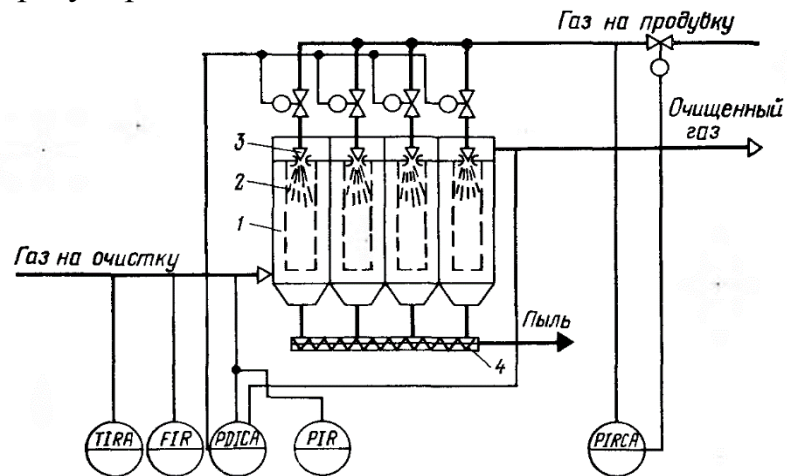 Газ на продувку
Очищенный
газ
3
2
1
Газ на очистку
Пыль
4
TIRA
FIR
PDICA
PIR
PIRCA